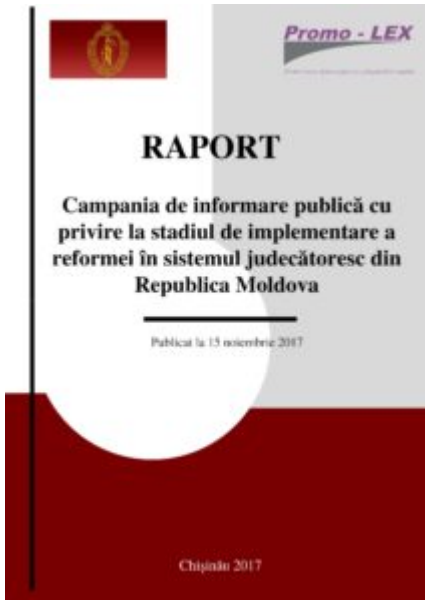 Promo - LEX
RAPORT
Campania de informare publică cu
privire la stadiul de implementare a
reformei în sistemul judecătoresc din
Republica Moldova
Publicat la 15 noiembrie 2017
Chișinău 2017